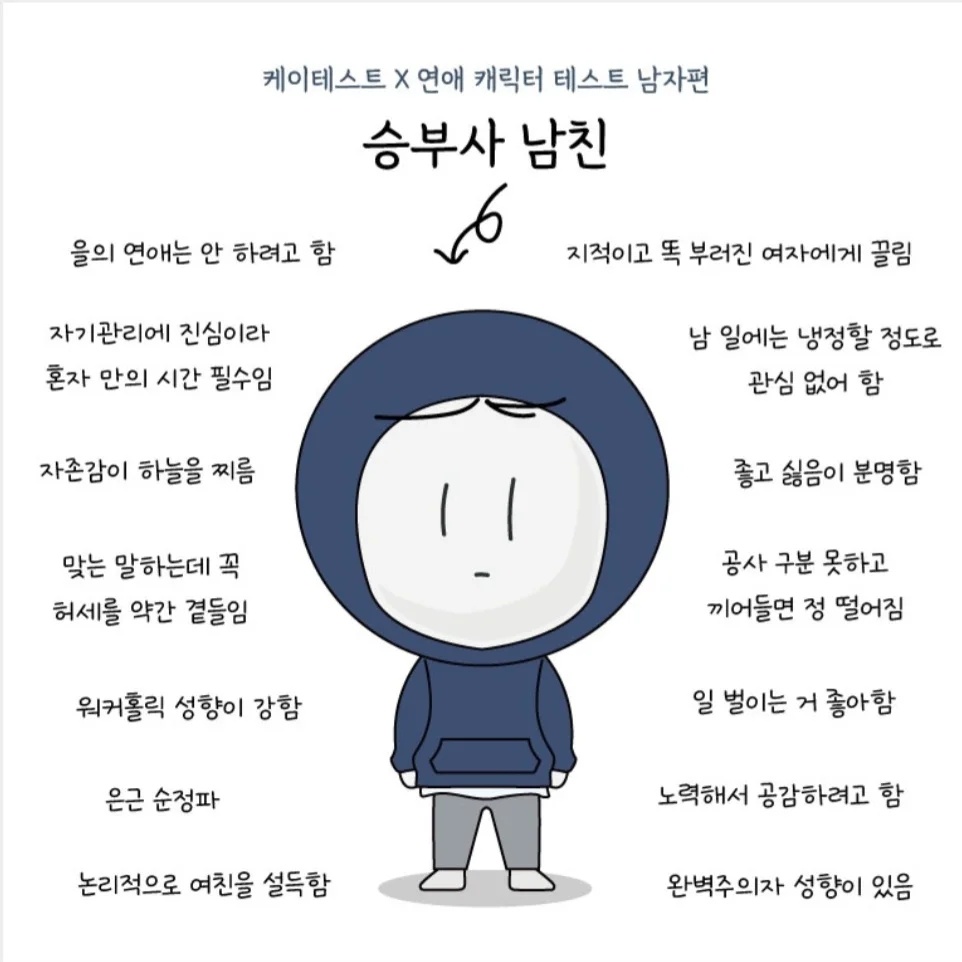 케이테스트 X 연애 캐릭터 테스트 남자편
승부사 남친
을의 연애는 안 하려고 함
자기관리에 진심이라
혼자 만의 시간 필수임
자존감이 하늘을 찌름
맞는 말하는데 꼭
허세를 약간 곁들임
워커홀릭 성향이 강함
은근 순정파
논리적으로 여친을 설득함
지적이고 똑 부러진 여자에게 끌림
남 일에는 냉정할 정도로
관심 없어 함
좋고 싫음이 분명함
공사 구분 못하고
끼어들면 정 떨어짐
일 벌이는 거 좋아함
노력해서 공감하려고 함
완벽주의자 성향이 있음